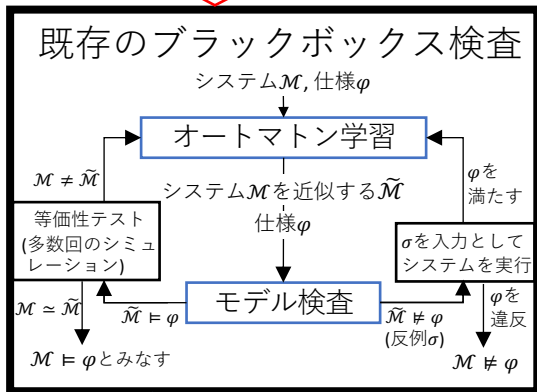 既存のブラックボックス検査
システムℳ, 仕様φ
オートマトン学習
ℳ ≠ ℳ̃
システムℳを近似するℳ̃
仕様φ
φを
満たす
等価性テスト
(多数回のシミュ
レーション)
σを入力として
システムを実行
モデル検査
ℳ ≃ ℳ̃
ℳ̃ ⊨ φ
ℳ̃ ⊭ φ
(反例σ)
φを
違反
ℳ ⊨ φとみなす
ℳ ⊭ φ